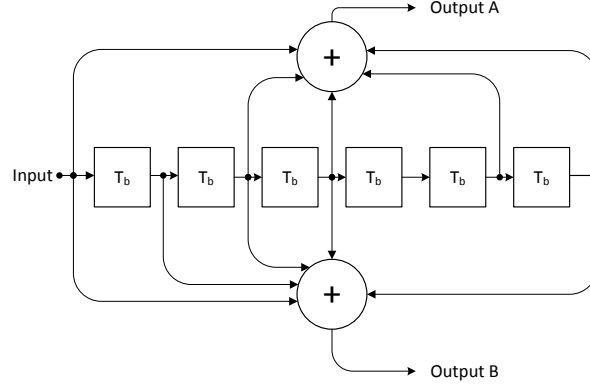 Output A
+
Input
T_b T_b T_b T_b T_b T_b
+
Output B